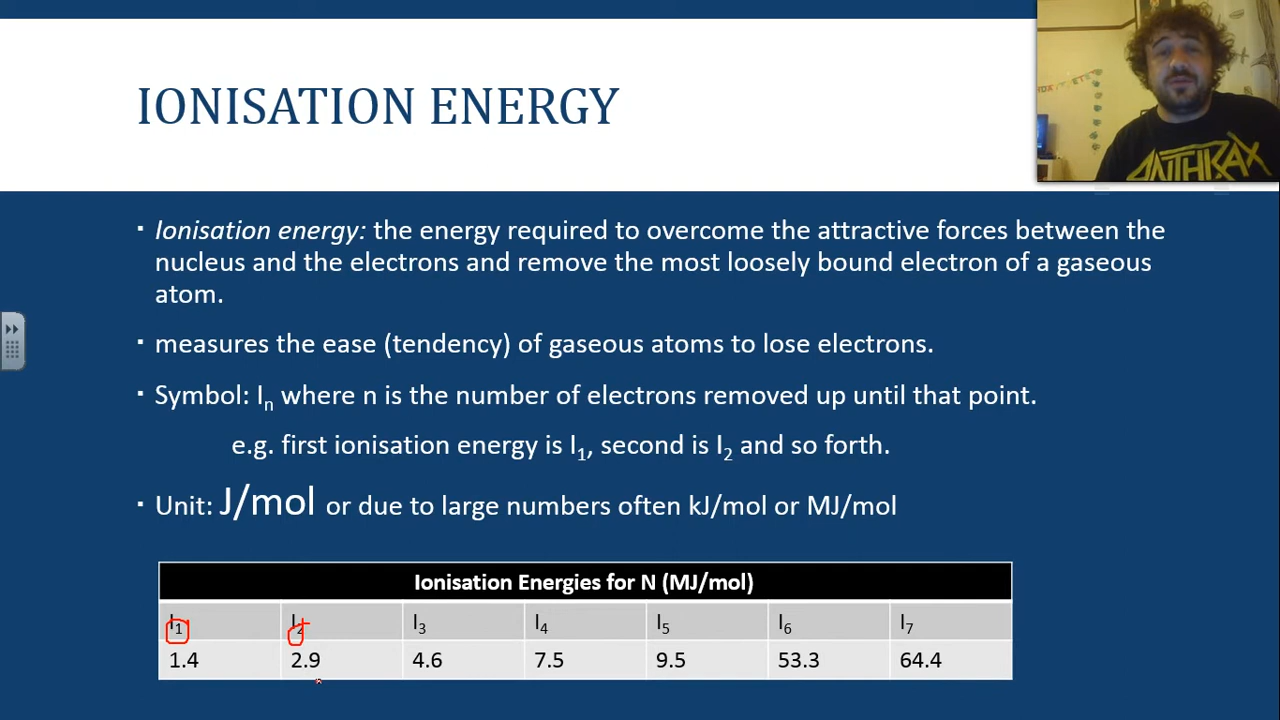 IONISATION ENERGY
ANTHRAX
▪ Ionisation energy: the energy required to overcome the attractive forces between the
nucleus and the electrons and remove the most loosely bound electron of a gaseous
atom.
▪ measures the ease (tendency) of gaseous atoms to lose electrons.
▪ Symbol: Iₙ where n is the number of electrons removed up until that point.
e.g. first ionisation energy is I₁, second is I₂ and so forth.
▪ Unit: J/mol or due to large numbers often kJ/mol or MJ/mol
Ionisation Energies for N (MJ/mol)
I₁ I₂ I₃ I₄ I₅ I₆ I₇
1.4 2.9 4.6 7.5 9.5 53.3 64.4